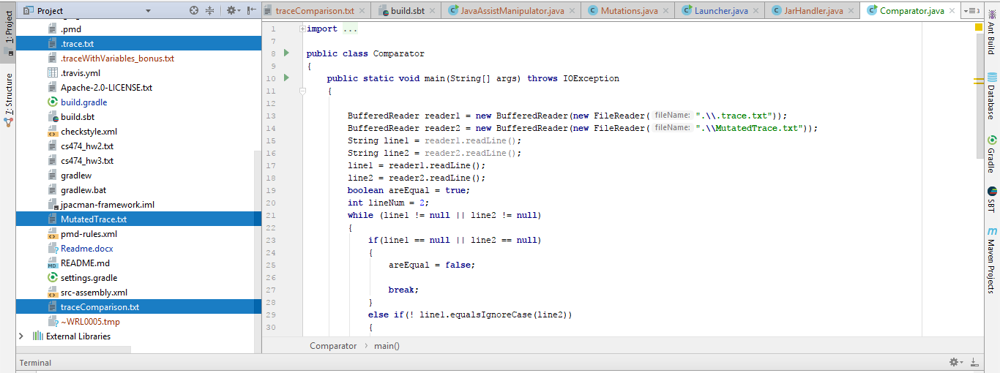 Project
traceComparison.txt
build.sbt
JavaAssistManipulator.java
Mutations.java
Launcher.java
JarHandler.java
Comparator.java
3
1: Project
7: Structure
.pmd
.trace.txt
.traceWithVariables_bonus.txt
.travis.yml
Apache-2.0-LICENSE.txt
build.gradle
build.sbt
checkstyle.xml
cs474_hw2.txt
cs474_hw3.txt
gradlew
gradlew.bat
jpacman-framework.iml
MutatedTrace.txt
pmd-rules.xml
Readme.docx
README.md
settings.gradle
src-assembly.xml
traceComparison.txt
~WRL0005.tmp
External Libraries
1 import ...
7
8 public class Comparator
9 {
10 public static void main(String[] args) throws IOException
11 {
12
13 BufferedReader reader1 = new BufferedReader(new FileReader( fileName: ".\\.trace.txt"));
14 BufferedReader reader2 = new BufferedReader(new FileReader( fileName: ".\\MutatedTrace.txt"));
15 String line1 = reader1.readLine();
16 String line2 = reader2.readLine();
17 line1 = reader1.readLine();
18 line2 = reader2.readLine();
19 boolean areEqual = true;
20 int lineNum = 2;
21 while (line1 != null || line2 != null)
22 {
23 if(line1 == null || line2 == null)
24 {
25 areEqual = false;
26
27 break;
28 }
29 else if(! line1.equalsIgnoreCase(line2))
30 {
Comparator > main()
Ant Build
Database
Gradle
SBT
Maven Projects
Terminal